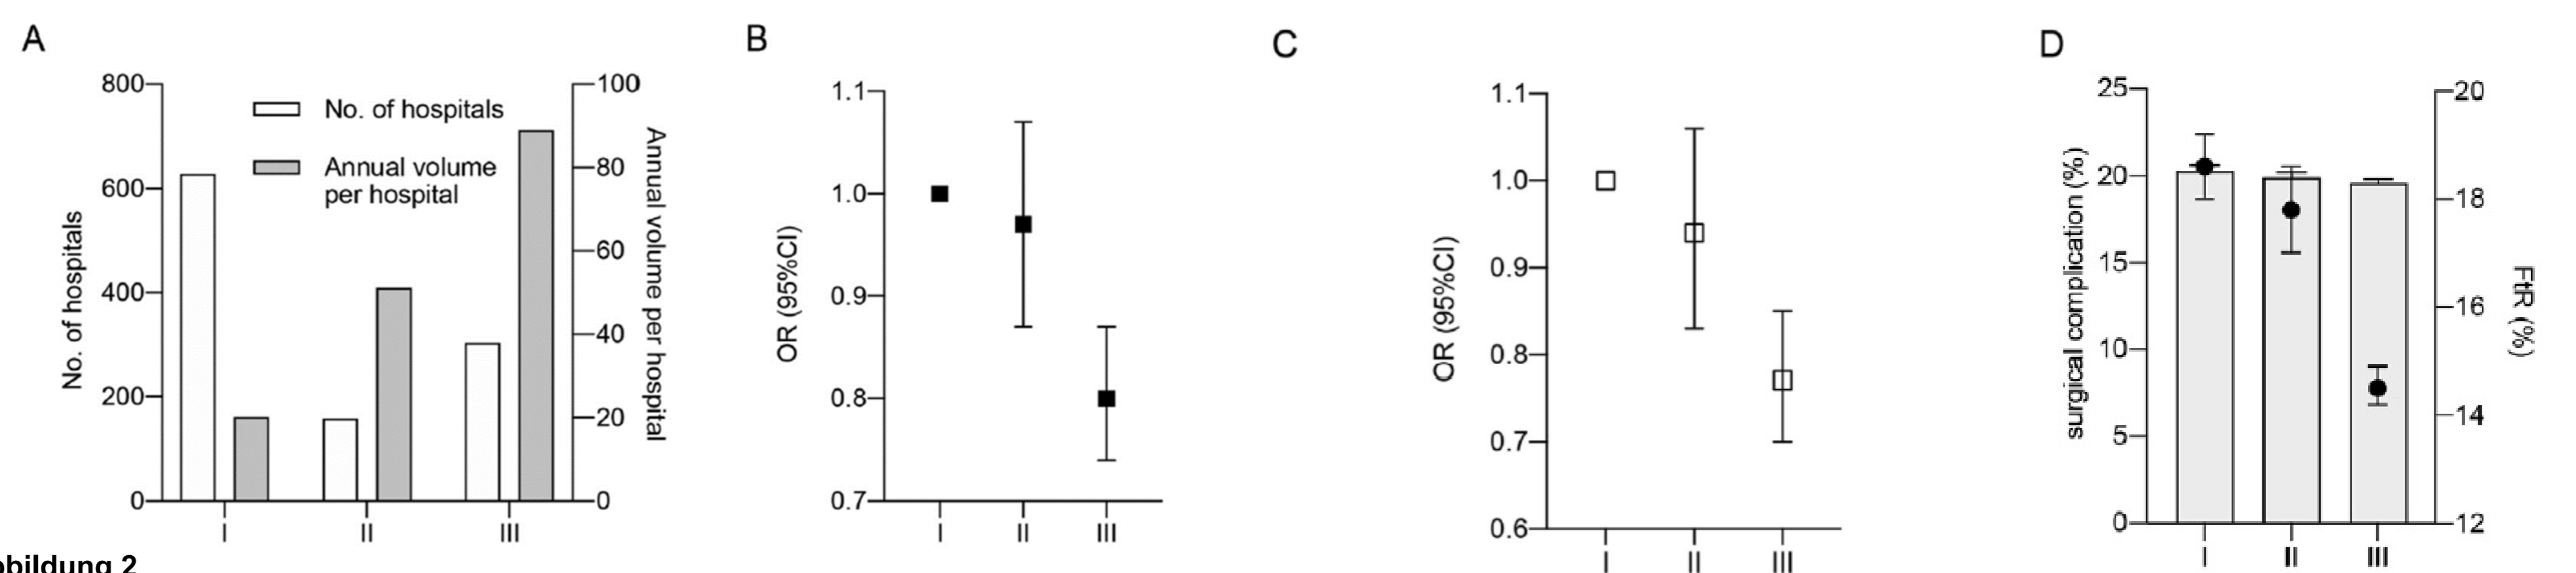 A
800
600
400
200
0
No. of hospitals
No. of hospitals
Annual volume
per hospital
100
80
60
40
20
0
Annual volume per hospital
I
II
III
B
1.1
1.0
0.9
0.8
0.7
OR (95%CI)
I
II
III
C
1.1
1.0
0.9
0.8
0.7
0.6
OR (95%CI)
I
II
III
D
25
20
15
10
5
0
surgical complication (%)
20
18
16
14
12
FtR (%)
I
II
III
bbildung 2